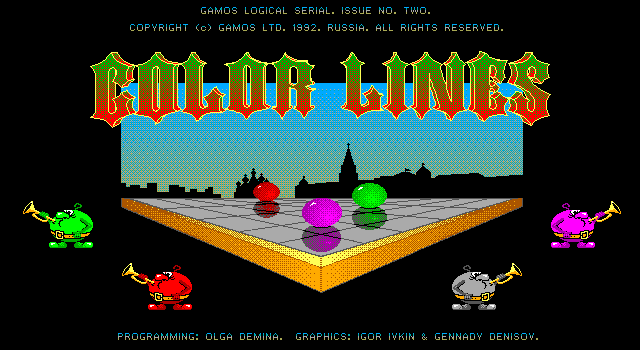 GAMOS LOGICAL SERIAL. ISSUE NO. TWO.
COPYRIGHT (c) GAMOS LTD. 1992. RUSSIA. ALL RIGHTS RESERVED.
COLOR LINES
PROGRAMMING: OLGA DEMINA. GRAPHICS: IGOR IVKIN & GENNADY DENISOV.